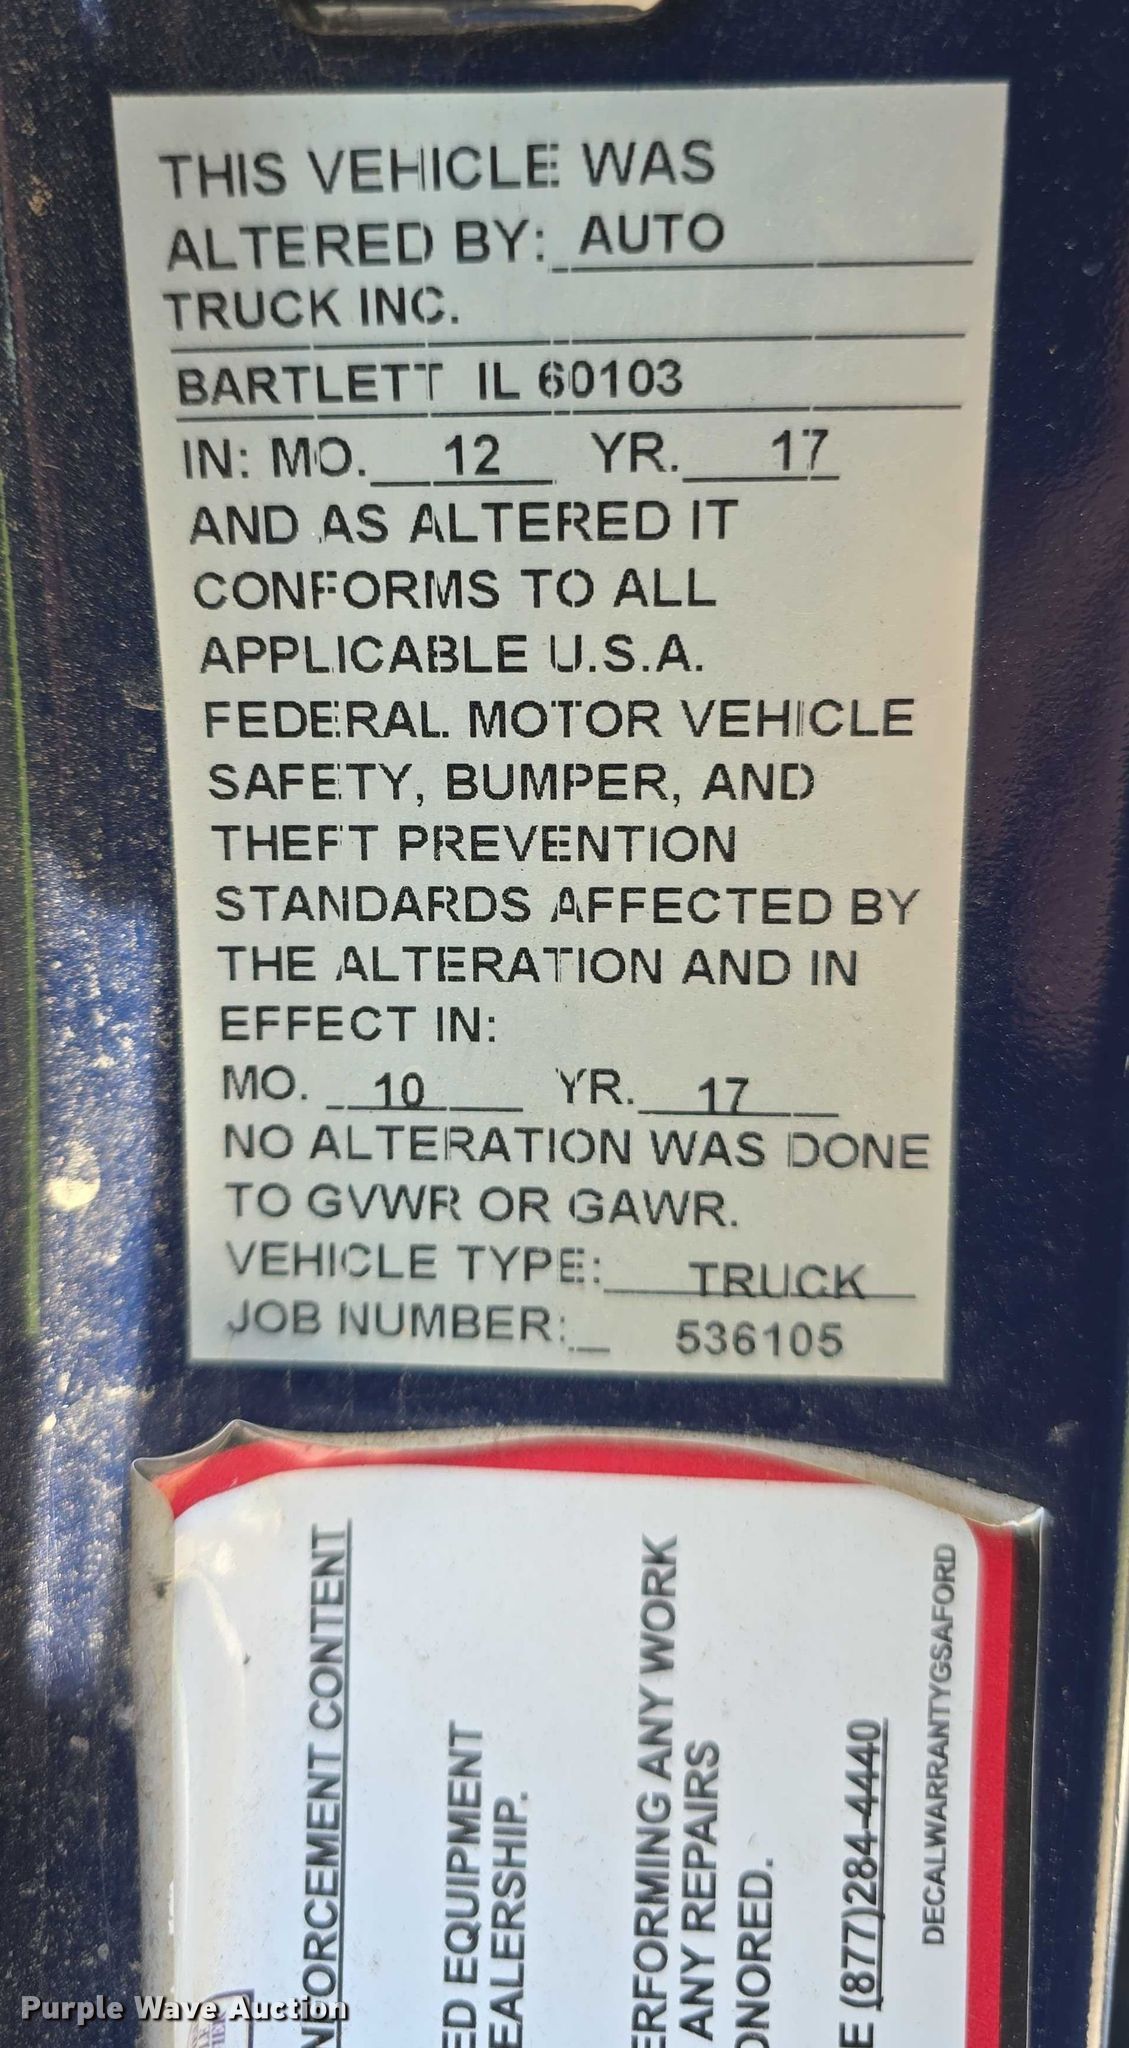 THIS VEHICLE WAS
ALTERED BY: AUTO
TRUCK INC.
BARTLETT IL 60103
IN: MO. 12 YR. 17
AND AS ALTERED IT
CONFORMS TO ALL
APPLICABLE U.S.A.
FEDERAL MOTOR VEHICLE
SAFETY, BUMPER, AND
THEFT PREVENTION
STANDARDS AFFECTED BY
THE ALTERATION AND IN
EFFECT IN:
MO. 10 YR. 17
NO ALTERATION WAS DONE
TO GVWR OR GAWR.
VEHICLE TYPE: TRUCK
JOB NUMBER: 536105
NFORCEMENT CONTENT
ED EQUIPMENT
EALERSHIP.
ERFORMING ANY WORK
ANY REPAIRS
ONORED.
E (877)284-4440
DECALWARRANTYGSAFORD
Purple Wave Auction